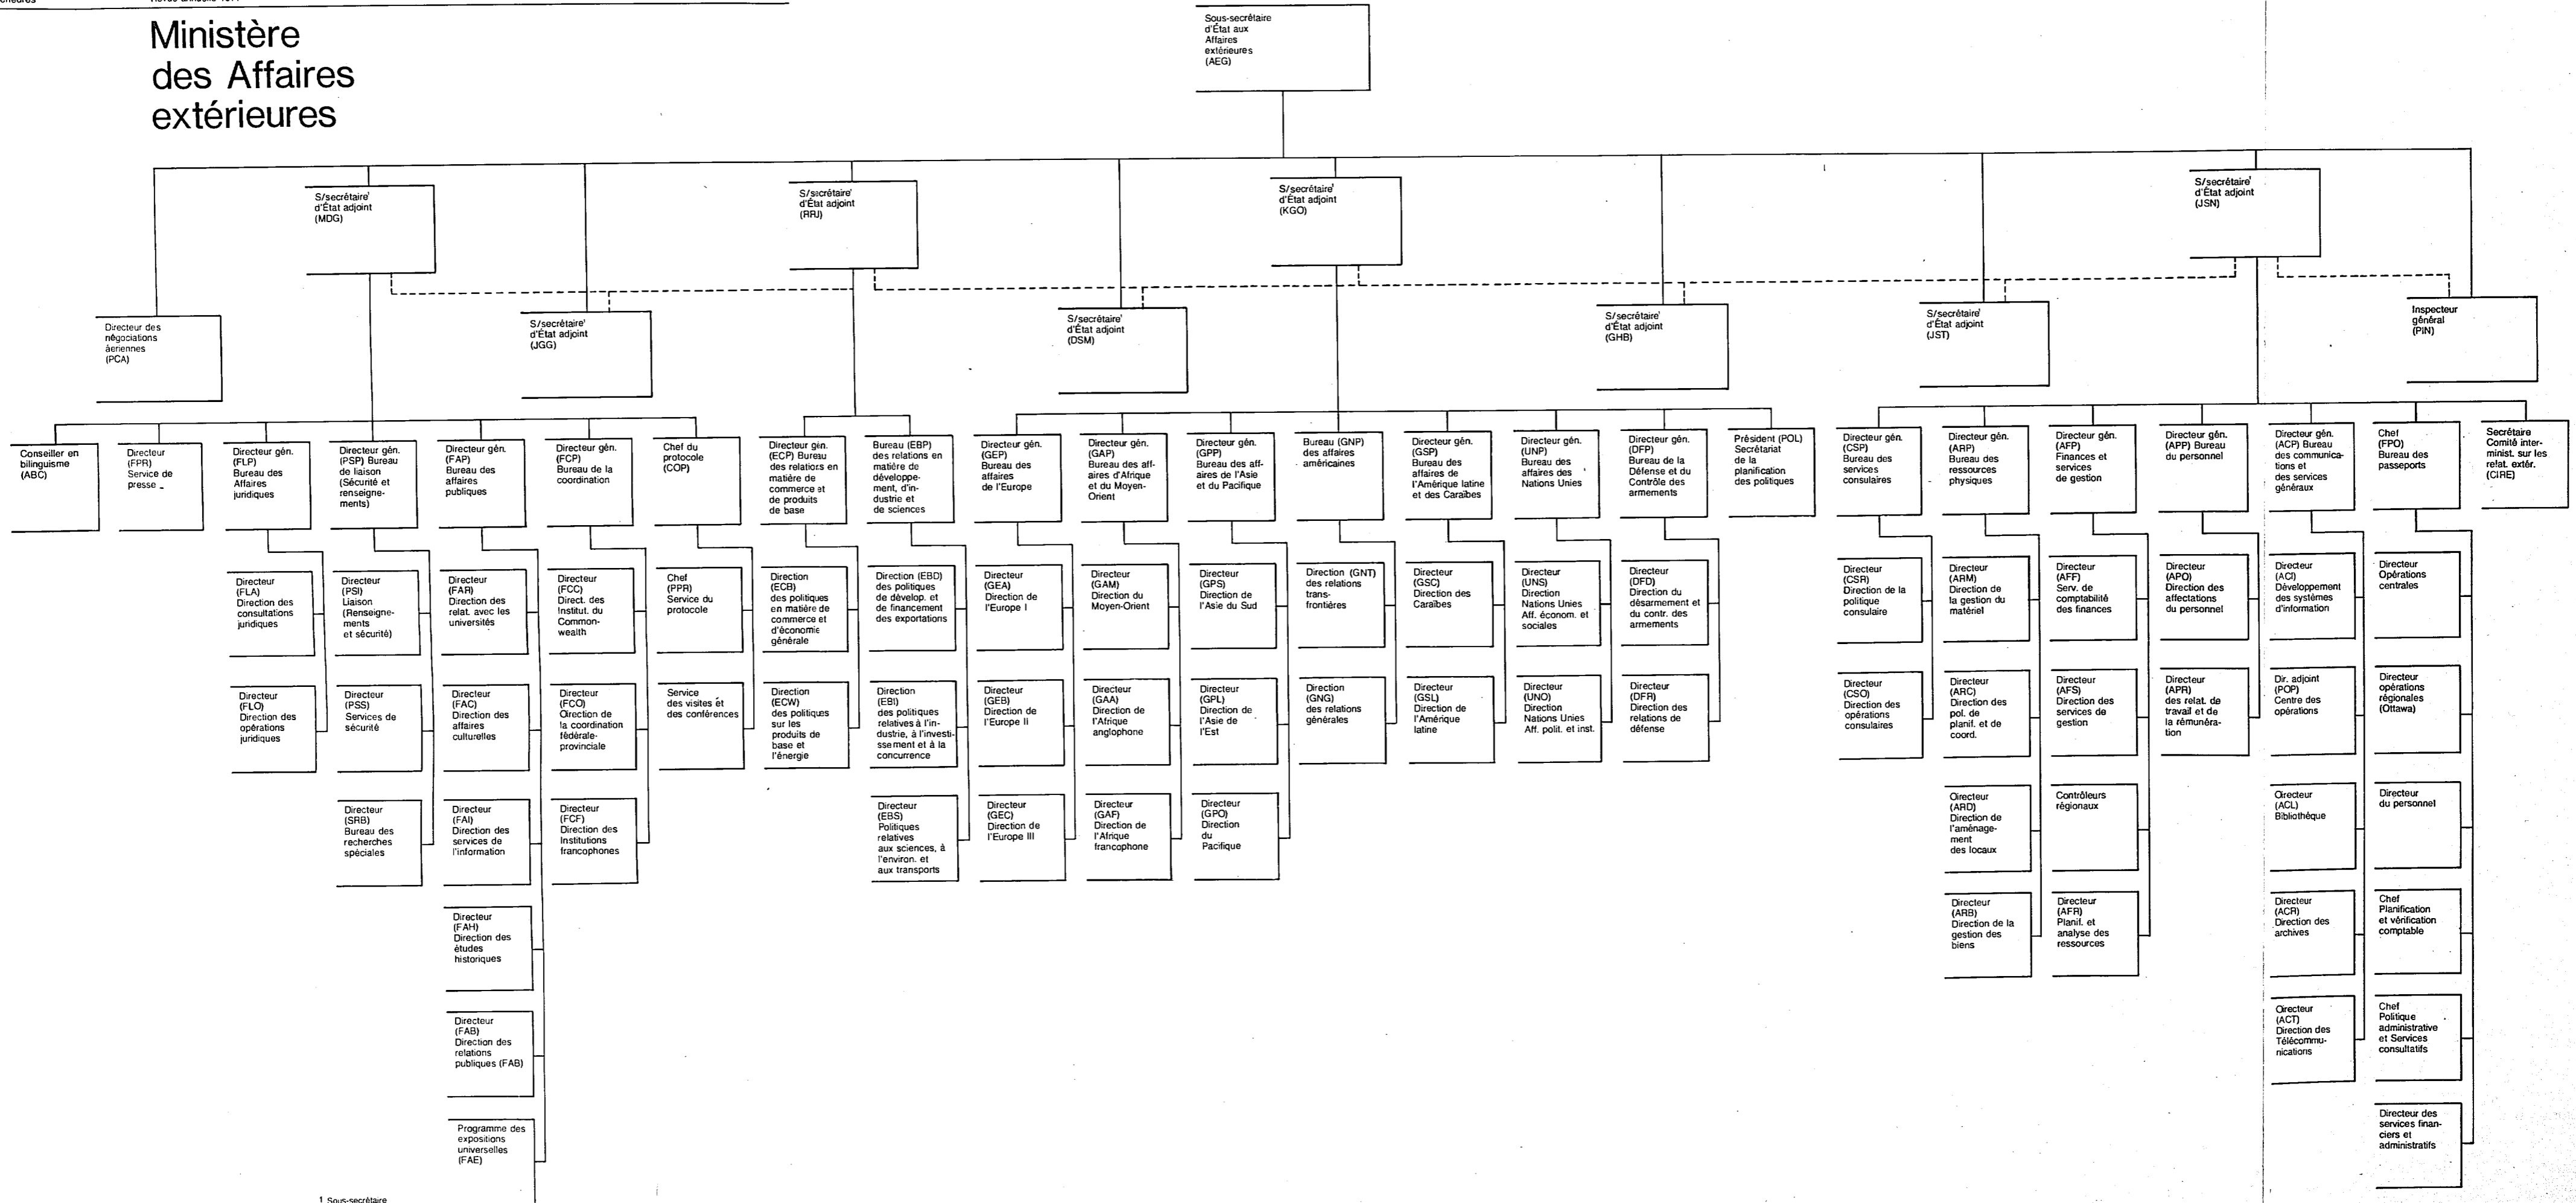 Ministère
des Affaires
extérieures
Sous-secrétaire
d'État aux
Affaires
extérieures
(AEG)
S/secrétaire¹
d'État adjoint
(MDG)
S/secrétaire¹
d'État adjoint
(RRJ)
S/secrétaire¹
d'État adjoint
(KGO)
S/secrétaire¹
d'État adjoint
(JSN)
Directeur des
négociations
áeriennes
(PCA)
S/secrétaire¹
d'État adjoint
(JGG)
S/secrétaire¹
d'État adjoint
(DSM)
S/secrétaire¹
d'État adjoint
(GHB)
S/secrétaire¹
d'État adjoint
(JST)
Inspecteur
général
(PIN)
Conseiller en
bilinguisme
(ABC)
Directeur
(FPR)
Service de
presse
Directeur gén.
(FLP)
Bureau des
Affaires
juridiques
Directeur gén.
(PSP) Bureau
de liaison
(Sécurité et
renseigne-
ments)
Directeur gén.
(FAP)
Bureau des
affaires
publiques
Directeur gén.
(FCP)
Bureau de la
coordination
Chef du
protocole
(COP)
Directeur gén.
(ECP) Bureau
des relations en
matière de
commerce et
de produits
de base
Bureau (EBP)
des relations en
matière de
développe-
ment, d'in-
dustrie et
de sciences
Directeur gén.
(GEP)
Bureau des
affaires
de l'Europe
Directeur gén.
(GAP)
Bureau des aff-
aires d'Afrique
et du Moyen-
Orient
Directeur gén.
(GPP)
Bureau des aff-
aires de l'Asie
et du Pacifique
Bureau (GNP)
des affaires
américaines
Directeur gén.
(GSP)
Bureau des
affaires de
l'Amérique latine
et des Caraïbes
Directeur gén.
(UNP)
Bureau des
affaires des
Nations Unies
Directeur gén.
(DFP)
Bureau de la
Défense et du
Contrôle des
armements
Président (POL)
Secrétariat
de la
planification
des politiques
Directeur gén.
(CSP)
Bureau des
services
consulaires
Directeur gén.
(ARP)
Bureau des
ressources
physiques
Directeur gén.
(AFP)
Finances et
services
de gestion
Directeur gén.
(APP) Bureau
du personnel
Directeur gén.
(ACP) Bureau
des communica-
tions et
des services
généraux
Chef
(FPO)
Bureau des
passeports
Secrétaire
Comité inter-
minist. sur les
relat. extér.
(CIRE)
Directeur
(FLA)
Direction des
consultations
juridiques
Directeur
(PSI)
Liaison
(Renseigne-
ments
et sécurité)
Directeur
(FAR)
Direction des
relat. avec les
universités
Directeur
(FCC)
Direct. des
Institut. du
Common-
wealth
Chef
(PPR)
Service du
protocole
Direction
(ECB)
des politiques
en matière de
commerce et
d'économie
générale
Direction (EBD)
des politiques
de dévelop. et
de financement
des exportations
Directeur
(GEA)
Direction de
l'Europe I
Directeur
(GAM)
Direction du
Moyen-Orient
Directeur
(GPS)
Direction de
l'Asie du Sud
Direction (GNT)
des relations
trans-
frontières
Directeur
(GSC)
Direction des
Caraïbes
Directeur
(UNS)
Direction
Nations Unies
Aff. économ. et
sociales
Directeur
(DFD)
Direction du
désarmement et
du contr. des
armements
Directeur
(CSR)
Direction de la
politique
consulaire
Directeur
(ARM)
Direction de
la gestion du
matériel
Directeur
(AFF)
Serv. de
comptabilité
des finances
Directeur
(APO)
Direction des
affectations
du personnel
Directeur
(ACI)
Développement
des systèmes
d'information
Directeur
Opérations
centrales
Directeur
(FLO)
Direction des
opérations
juridiques
Directeur
(PSS)
Services de
sécurité
Directeur
(FAC)
Direction des
affaires
culturelles
Directeur
(FCO)
Direction de
la coordination
fédérale-
provinciale
Service
des visites et
des conférences
Direction
(ECW)
des politiques
sur les
produits de
base et
l'énergie
Direction
(EBI)
des politiques
relatives à l'in-
dustrie, à l'investi-
ssement et à la
concurrence
Directeur
(GEB)
Direction de
l'Europe II
Directeur
(GAA)
Direction de
l'Afrique
anglophone
Directeur
(GPL)
Direction de
l'Asie de
l'Est
Direction
(GNG)
des relations
générales
Directeur
(GSL)
Direction de
l'Amérique
latine
Directeur
(UNO)
Direction
Nations Unies
Aff. polit. et inst.
Directeur
(DFR)
Direction des
relations de
défense
Directeur
(CSO)
Direction des
opérations
consulaires
Directeur
(ARC)
Direction des
pol. de
planif. et de
coord.
Directeur
(AFS)
Direction des
services de
gestion
Directeur
(APR)
des relat. de
travail et de
la rémunéra-
tion
Dir. adjoint
(POP)
Centre des
opérations
Directeur
opérations
régionales
(Ottawa)
Directeur
(SRB)
Bureau des
recherches
spéciales
Directeur
(FAI)
Direction des
services de
l'information
Directeur
(FCF)
Direction des
Institutions
francophones
Directeur
(EBS)
Politiques
relatives
aux sciences, à
l'environ. et
aux transports
Directeur
(GEC)
Direction de
l'Europe III
Directeur
(GAF)
Direction de
l'Afrique
francophone
Directeur
(GPO)
Direction
du
Pacifique
Directeur
(ARD)
Direction de
l'aménage-
ment
des locaux
Contrôleurs
régionaux
Directeur
(ACL)
Bibliothèque
Directeur
du personnel
Directeur
(FAH)
Direction des
études
historiques
Directeur
(ARB)
Direction de la
gestion des
biens
Directeur
(AFR)
Planif. et
analyse des
ressources
Directeur
(ACR)
Direction des
archives
Chef
Planification
et vérification
comptable
Directeur
(FAB)
Direction des
relations
publiques (FAB)
Directeur
(ACT)
Direction des
Télécommu-
nications
Chef
Politique
administrative
et Services
consultatifs
Programme des
expositions
universelles
(FAE)
Directeur des
services finan-
ciers et
administratifs
1 Sous-secrétaire